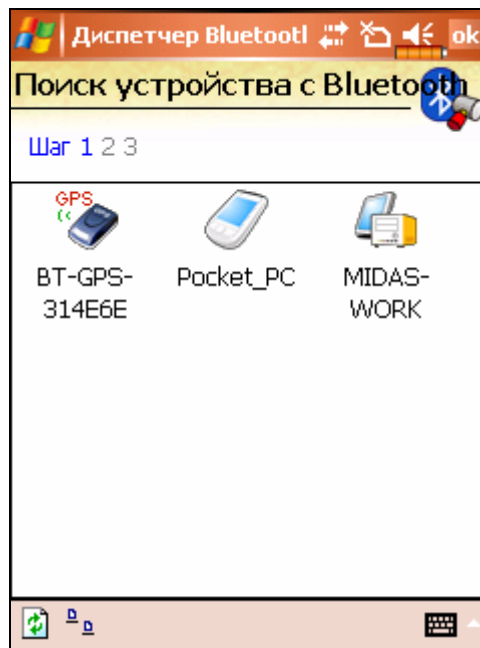 Диспетчер Bluetootl ok
Поиск устройства с Bluetooth
Шаг 1 2 3
GPS
BT-GPS-314E6E
Pocket_PC
MIDAS-WORK